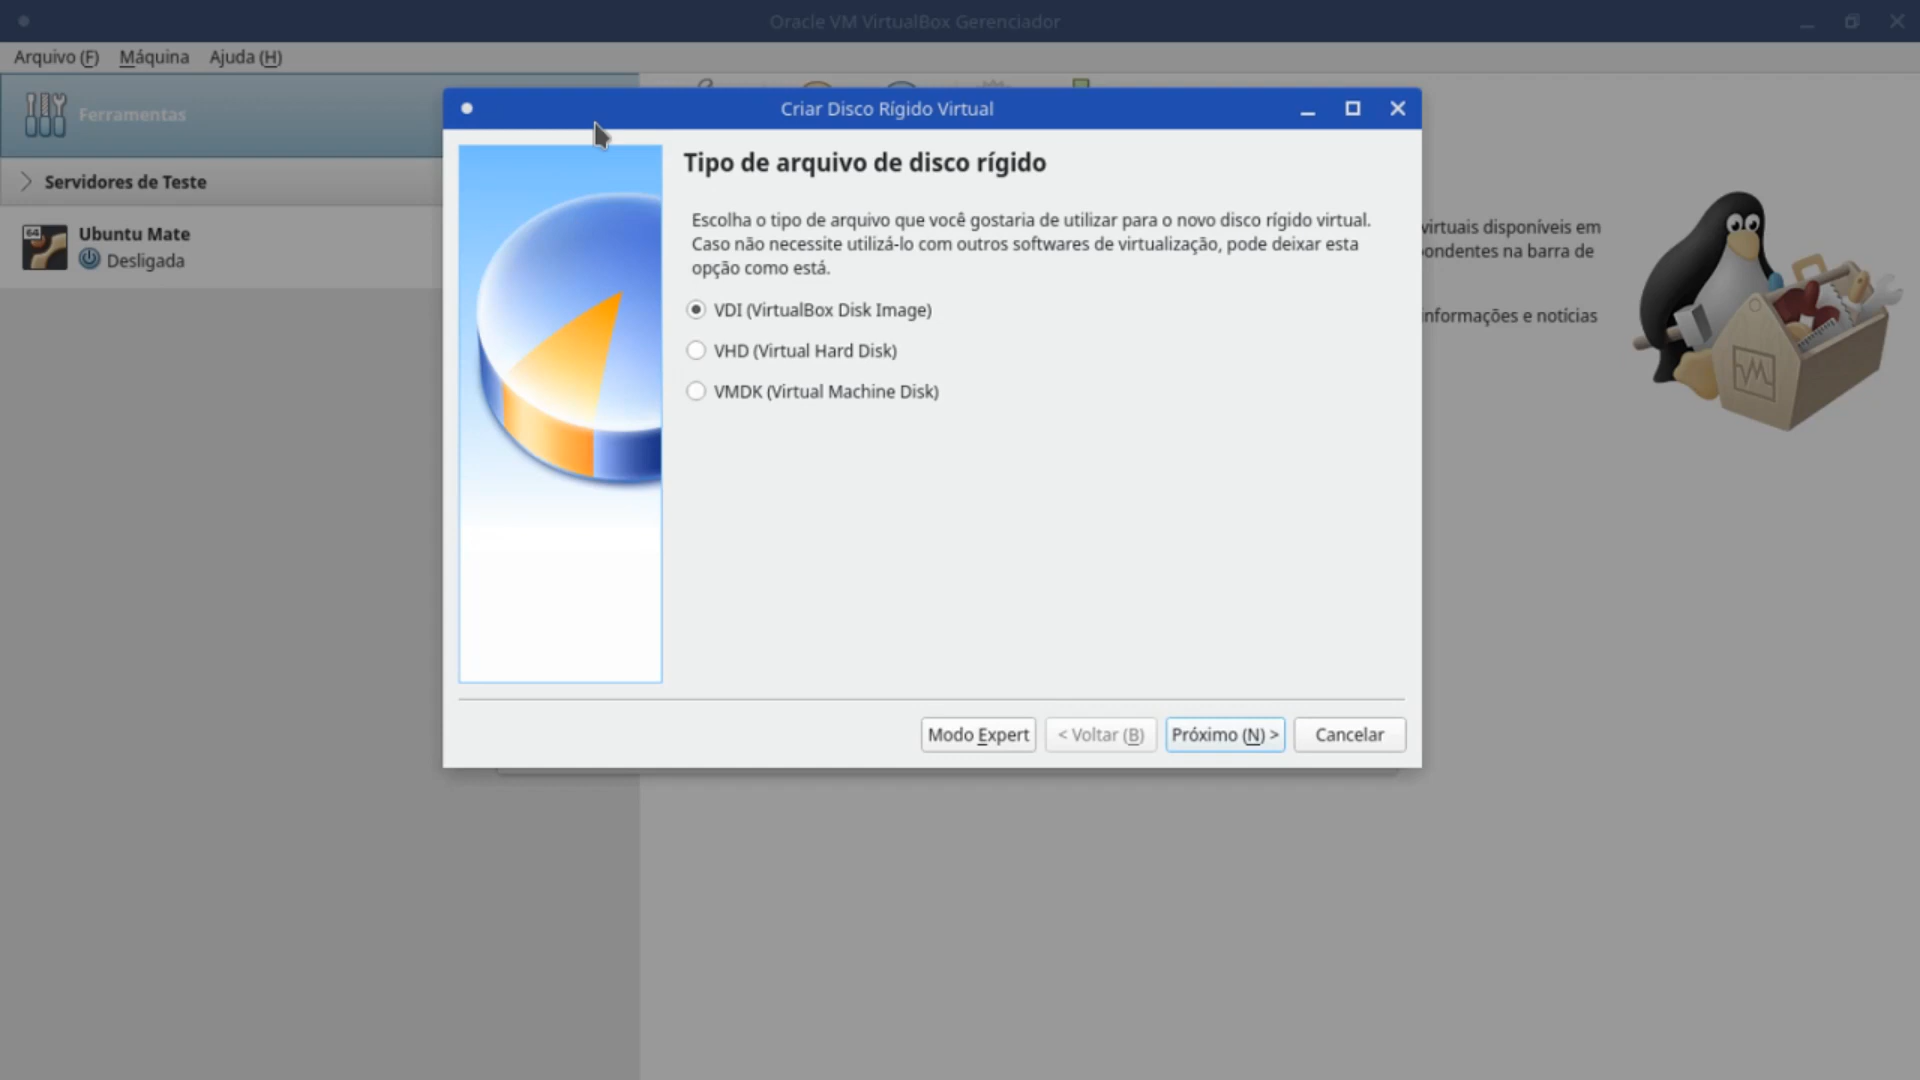 Oracle VM VirtualBox Gerenciador
Arquivo (F) Máquina Ajuda (H)
Ferramentas
Servidores de Teste
64
Ubuntu Mate
Desligada
Criar Disco Rígido Virtual
Tipo de arquivo de disco rígido
Escolha o tipo de arquivo que você gostaria de utilizar para o novo disco rígido virtual.
Caso não necessite utilizá-lo com outros softwares de virtualização, pode deixar esta
opção como está.
VDI (VirtualBox Disk Image)
VHD (Virtual Hard Disk)
VMDK (Virtual Machine Disk)
Modo Expert < Voltar (B) Próximo (N) > Cancelar
virtuais disponíveis em
ondentes na barra de
informações e notícias